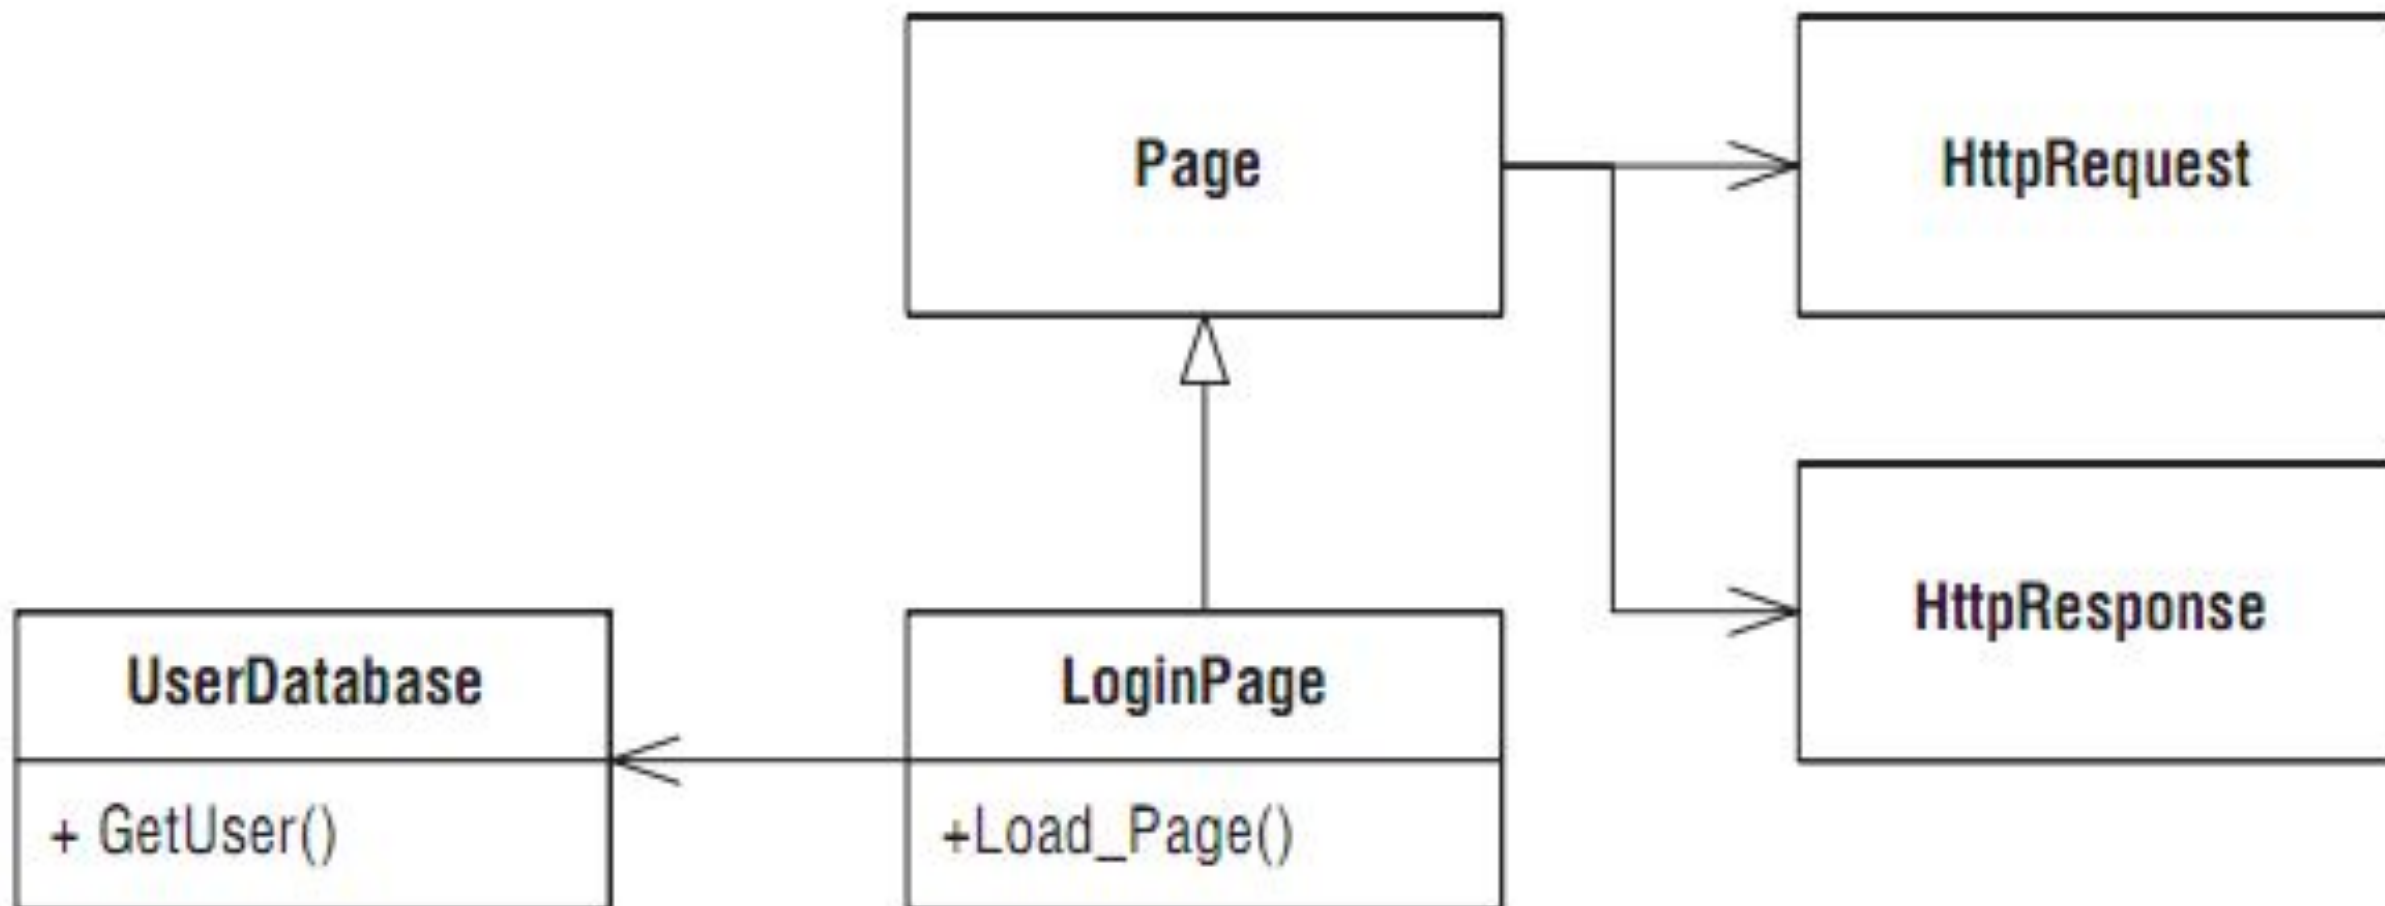 Page
HttpRequest
HttpResponse
UserDatabase
LoginPage
+ GetUser()
+Load_Page()